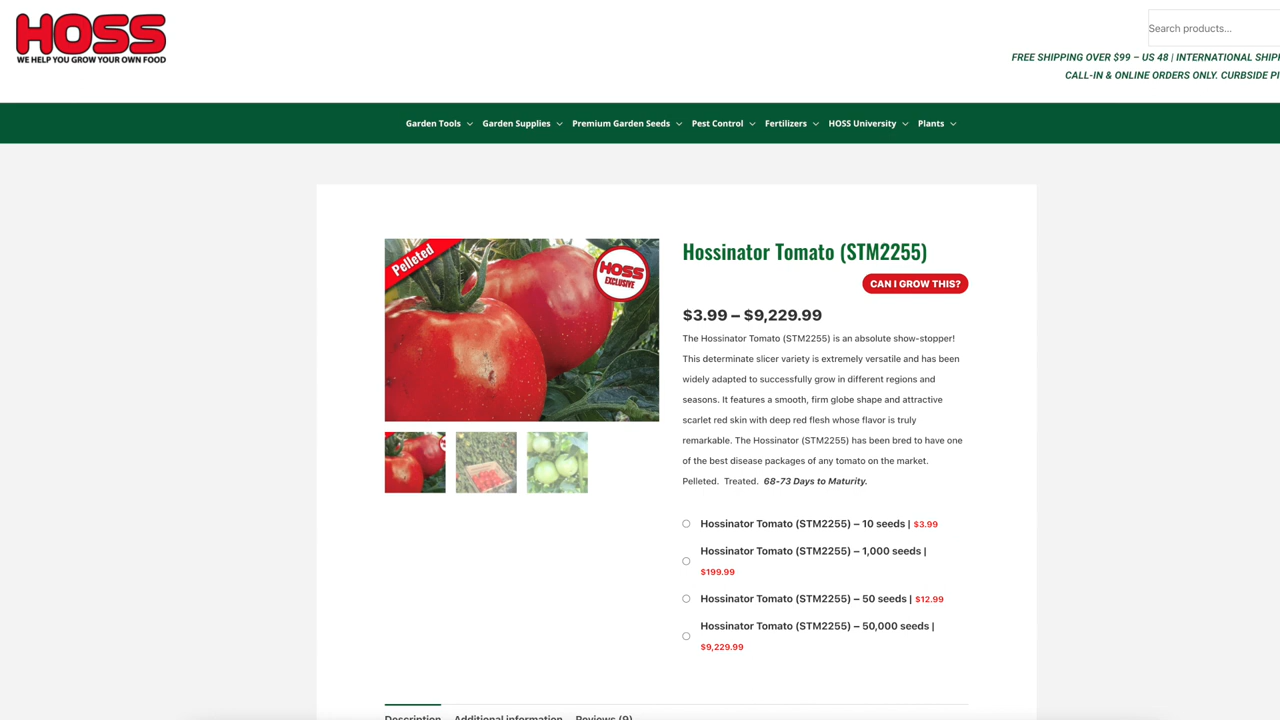 HOSS
WE HELP YOU GROW YOUR OWN FOOD
Search products...
FREE SHIPPING OVER $99 – US 48 | INTERNATIONAL
CALL-IN & ONLINE ORDERS ONLY. CURBSIDE
Garden Tools Garden Supplies Premium Garden Seeds Pest Control Fertilizers HOSS University Plants
Pelleted
HOSS
EXCLUSIVE
Hossinator Tomato (STM2255)
CAN I GROW THIS?
$3.99 – $9,229.99
The Hossinator Tomato (STM2255) is an absolute show-stopper!
This determinate slicer variety is extremely versatile and has been
widely adapted to successfully grow in different regions and
seasons. It features a smooth, firm globe shape and attractive
scarlet red skin with deep red flesh whose flavor is truly
remarkable. The Hossinator (STM2255) has been bred to have one
of the best disease packages of any tomato on the market.
Pelleted. Treated. 68-73 Days to Maturity.
Hossinator Tomato (STM2255) – 10 seeds | $3.99
Hossinator Tomato (STM2255) – 1,000 seeds |
$199.99
Hossinator Tomato (STM2255) – 50 seeds | $12.99
Hossinator Tomato (STM2255) – 50,000 seeds |
$9,229.99
Description Additional information Reviews (9)